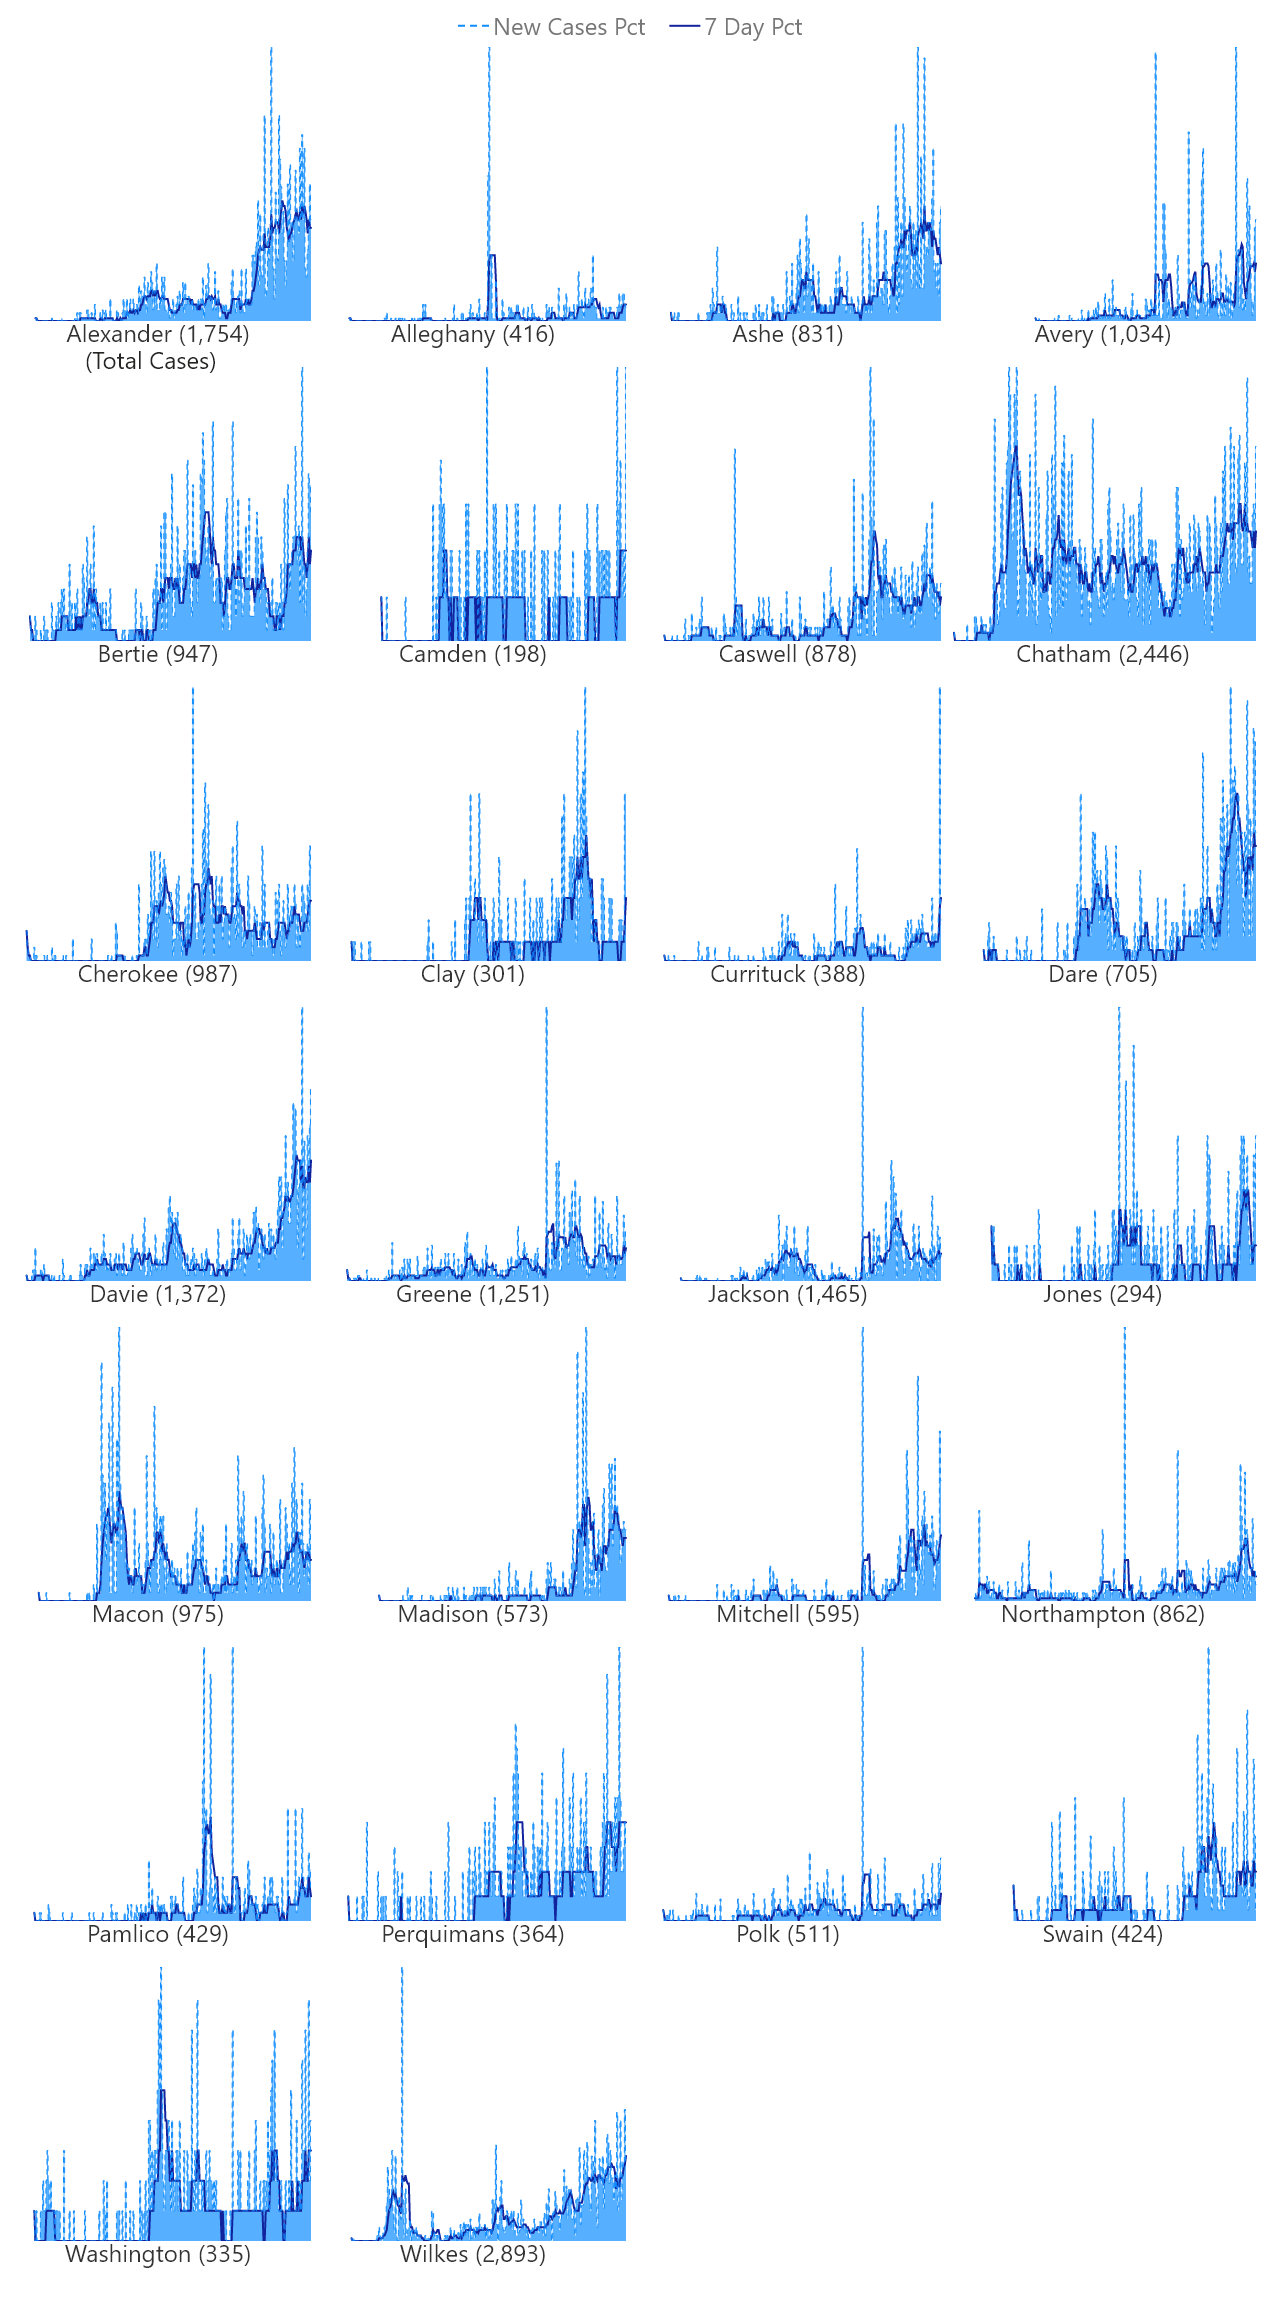 New Cases Pct 7 Day Pct
Alexander (1,754) Alleghany (416) Ashe (831) Avery (1,034)
(Total Cases)
Bertie (947) Camden (198) Caswell (878) Chatham (2,446)
Cherokee (987) Clay (301) Currituck (388) Dare (705)
Davie (1,372) Greene (1,251) Jackson (1,465) Jones (294)
Macon (975) Madison (573) Mitchell (595) Northampton (862)
Pamlico (429) Perquimans (364) Polk (511) Swain (424)
Washington (335) Wilkes (2,893)